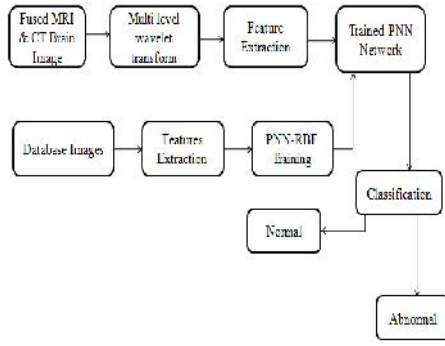 Fused MRI
& CT Brain
Image
Multi level
wavelet
transform
Feature
Extraction
Trained PNN
Network
Database Images
Features
Extraction
PNN-RBF
Training
Classification
Normal
Abnormal